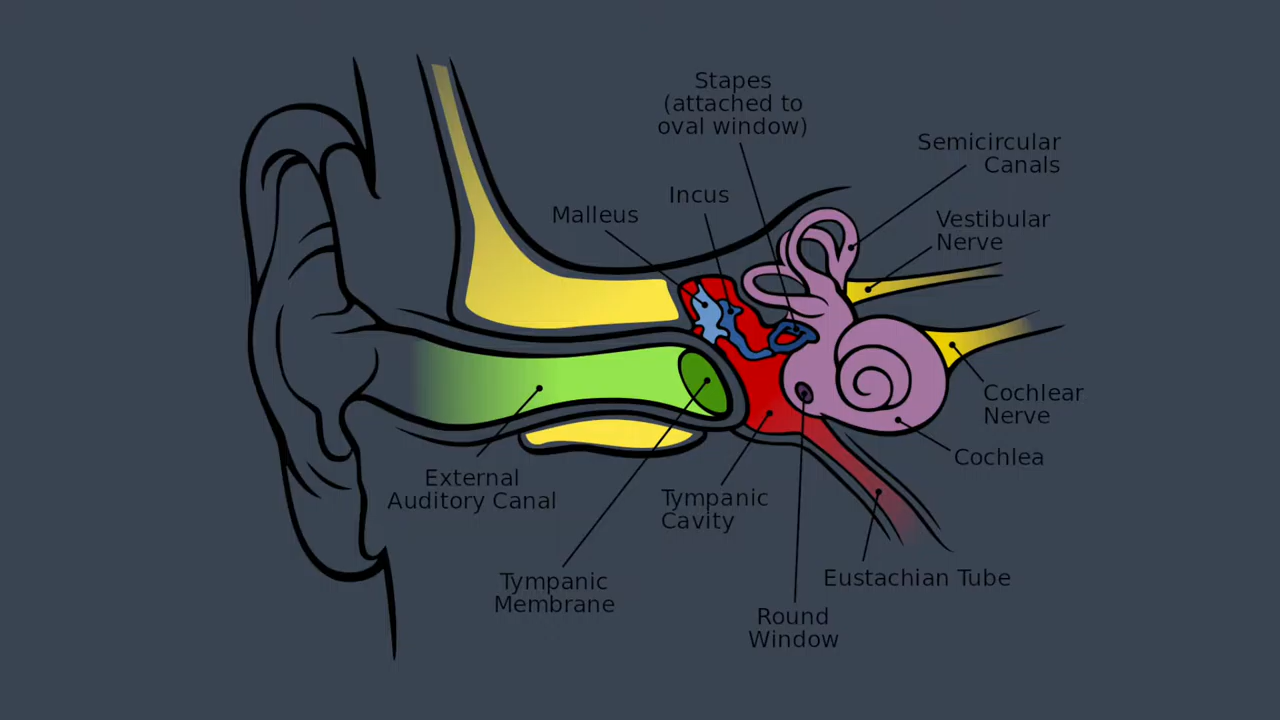 Stapes
(attached to
oval window)
Semicircular
Canals
Incus
Malleus
Vestibular
Nerve
Cochlear
Nerve
Cochlea
External
Auditory Canal
Tympanic
Cavity
Eustachian Tube
Tympanic
Membrane
Round
Window